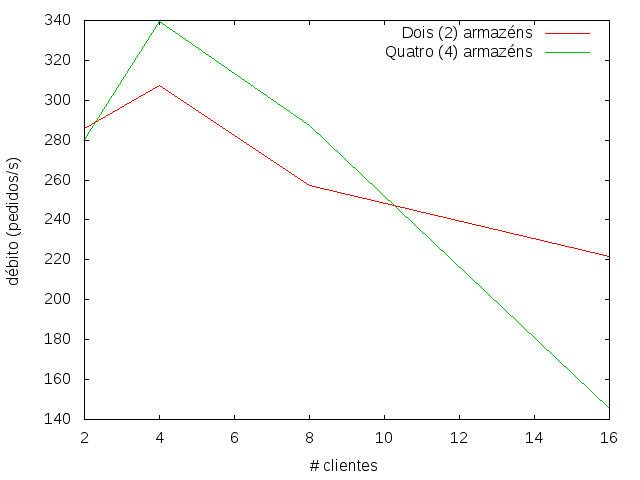 Dois (2) armazéns
Quatro (4) armazéns
340
320
300
280
260
240
220
200
180
160
140
débito (pedidos/s)
2 4 6 8 10 12 14 16
# clientes